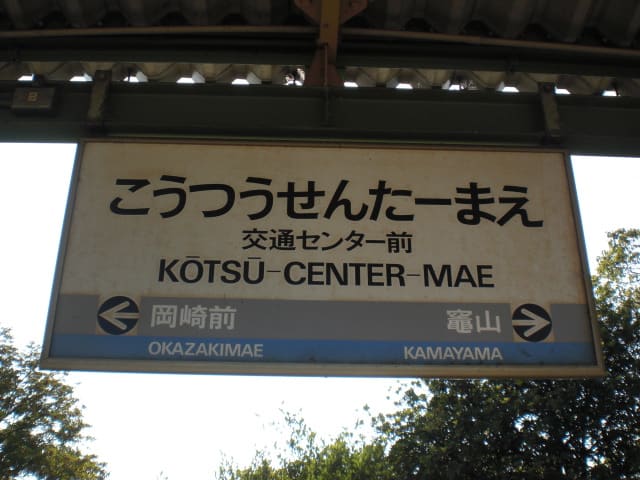 こうつうせんたーまえ
交通センター前
KŌTSŪ-CENTER-MAE
岡崎前 竈山
OKAZAKIMAE KAMAYAMA